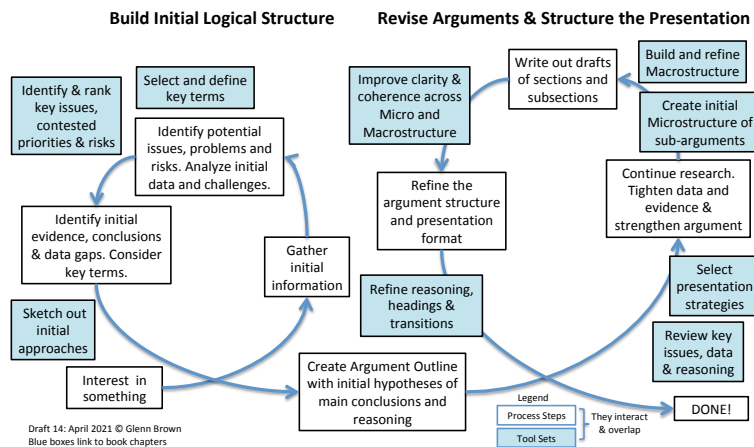 Build Initial Logical Structure
Revise Arguments & Structure the Presentation
Identify & rank
key issues,
contested
priorities & risks
Select and define
key terms
Identify potential
issues, problems and
risks. Analyze initial
data and challenges.
Identify initial
evidence, conclusions
& data gaps. Consider
key terms.
Gather
initial
information
Sketch out
initial
approaches
Interest in
something
Create Argument Outline
with initial hypotheses of
main conclusions and
reasoning
Improve clarity &
coherence across
Micro and
Macrostructure
Write out drafts
of sections and
subsections
Build and refine
Macrostructure
Create initial
Microstructure of
sub-arguments
Continue research.
Tighten data and
evidence &
strengthen argument
Refine the
argument structure
and presentation
format
Refine reasoning,
headings &
transitions
Select
presentation
strategies
Review key
issues, data
& reasoning
DONE!
Legend
Process Steps
Tool Sets
They interact
& overlap
Draft 14: April 2021 © Glenn Brown
Blue boxes link to book chapters